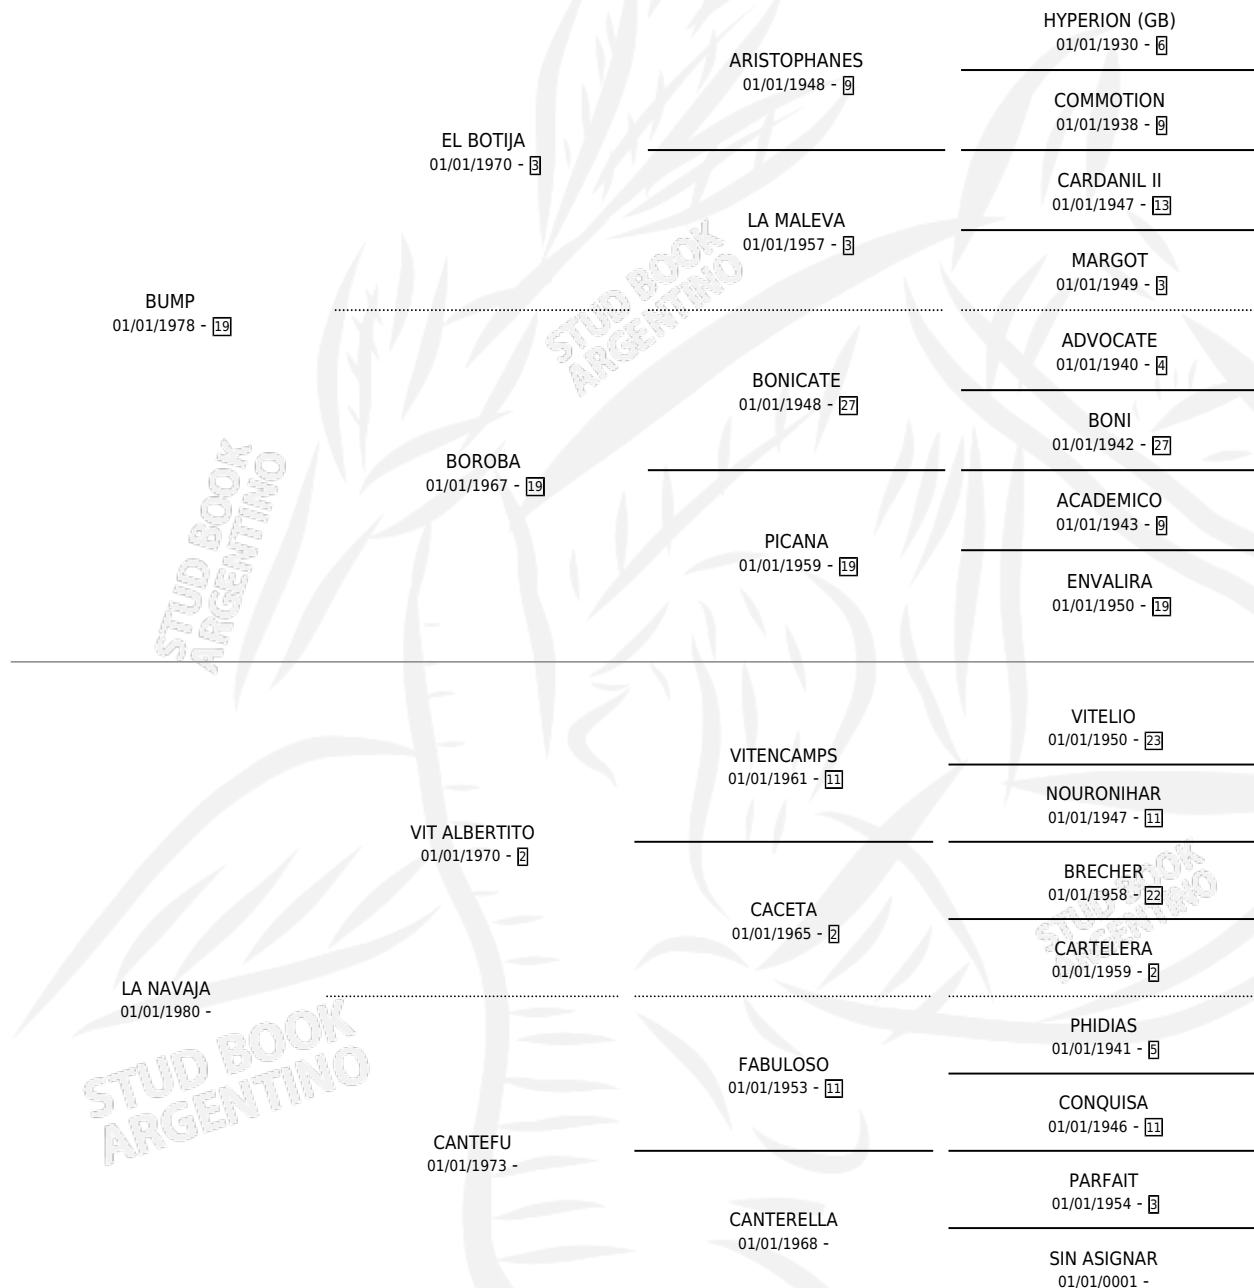 HYPERION (GB)
01/01/1930 - 6
ARISTOPHANES
01/01/1948 - 9
COMMOTION
01/01/1938 - 9
EL BOTIJA
01/01/1970 - 3
CARDANIL II
01/01/1947 - 13
LA MALEVA
01/01/1957 - 3
MARGOT
01/01/1949 - 3
BUMP
01/01/1978 - 19
STUD BOOK
ARGENTINO
ADVOCATE
01/01/1940 - 4
BONICATE
01/01/1948 - 27
BONI
01/01/1942 - 27
BOROBA
01/01/1967 - 19
ACADEMICO
01/01/1943 - 9
PICANA
01/01/1959 - 19
ENVALIRA
01/01/1950 - 19
STUD BOOK
ARGENTINO
VITELIO
01/01/1950 - 23
VITENCAMPS
01/01/1961 - 11
NOURONIHAR
01/01/1947 - 11
VIT ALBERTITO
01/01/1970 - 2
BRECHER
01/01/1958 - 22
CACETA
01/01/1965 - 2
CARTELERA
01/01/1959 - 2
STUD BOOK
ARGENTINO
LA NAVAJA
01/01/1980 -
PHIDIAS
01/01/1941 - 5
FABULOSO
01/01/1953 - 11
CONQUISA
01/01/1946 - 11
STUD BOOK
ARGENTINO
CANTEFU
01/01/1973 -
PARFAIT
01/01/1954 - 3
CANTERELLA
01/01/1968 -
SIN ASIGNAR
01/01/0001 -